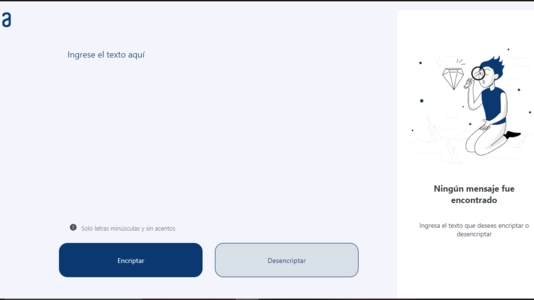 a
Ingrese el texto aquí
Solo letras minúsculas y sin acentos
Encriptar
Desencriptar
Ningún mensaje fue
encontrado
Ingresa el texto que desees encriptar o
desencriptar